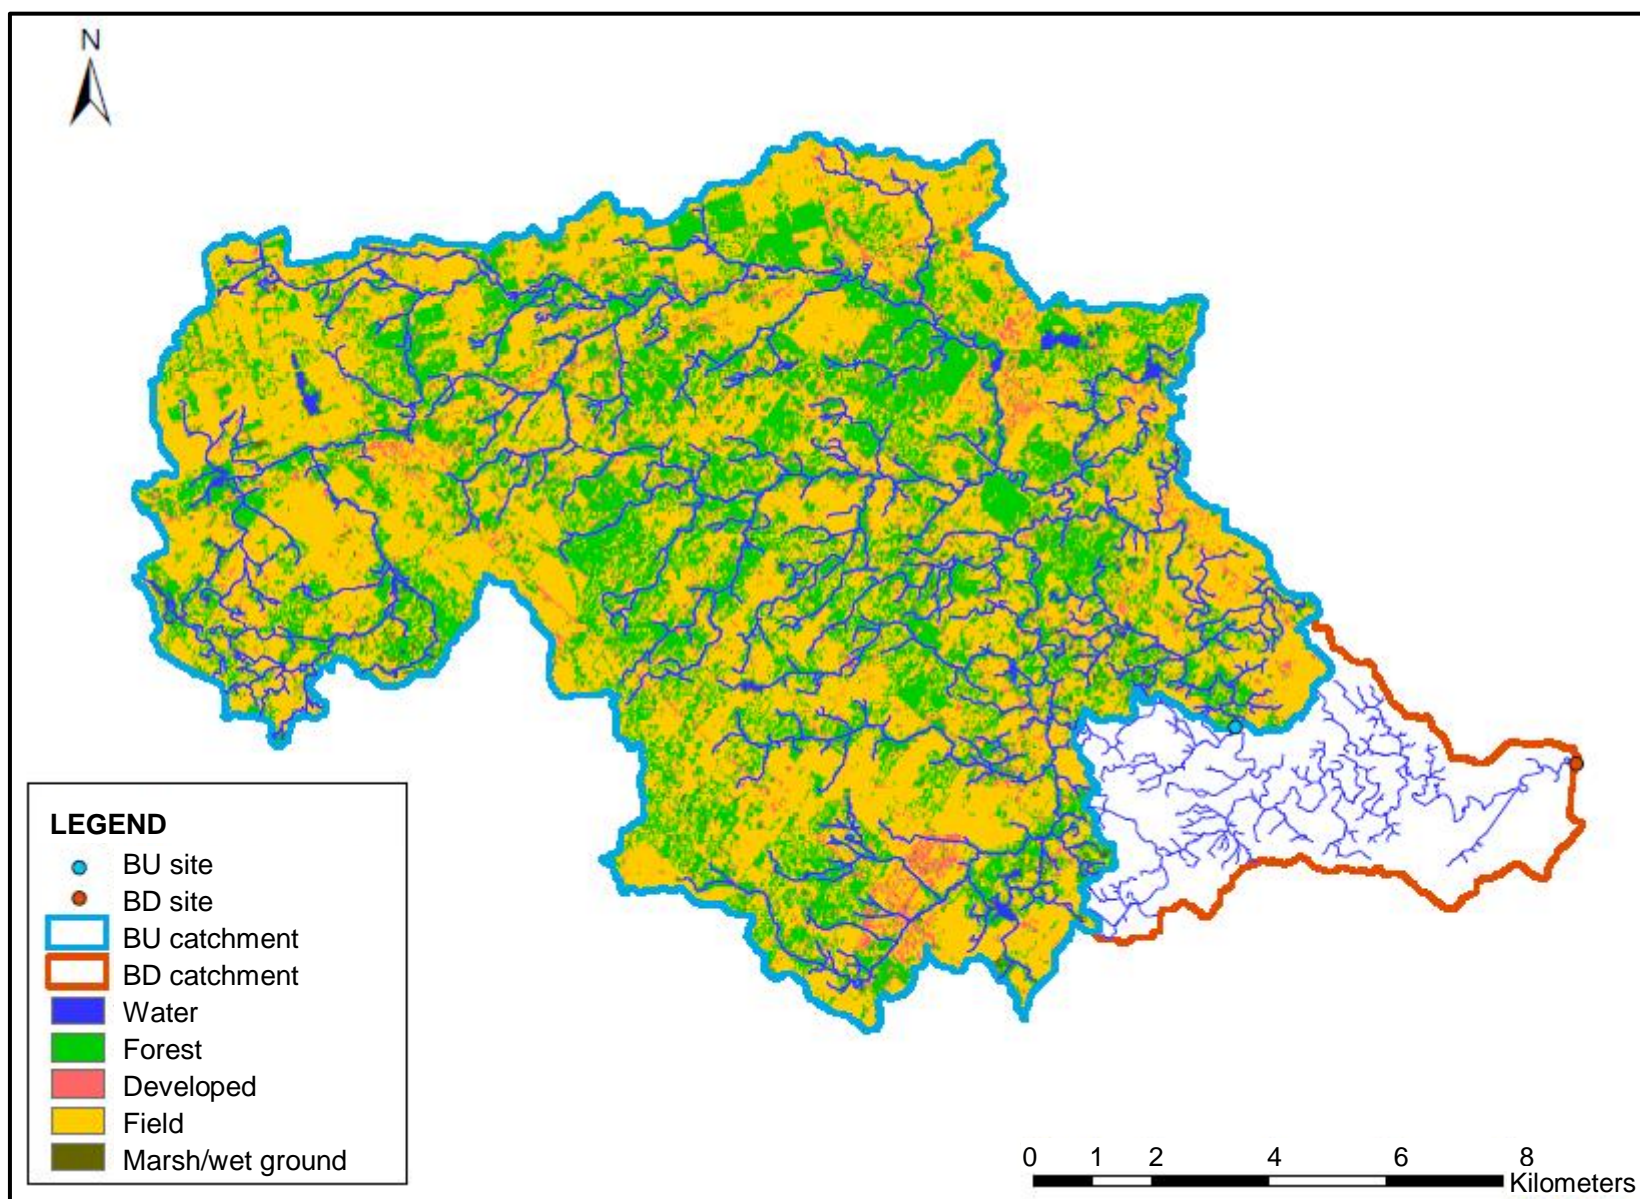 N
LEGEND
BU site
BD site
BU catchment
BD catchment
Water
Forest
Developed
Field
Marsh/wet ground
0 1 2 4 6 8
Kilometers